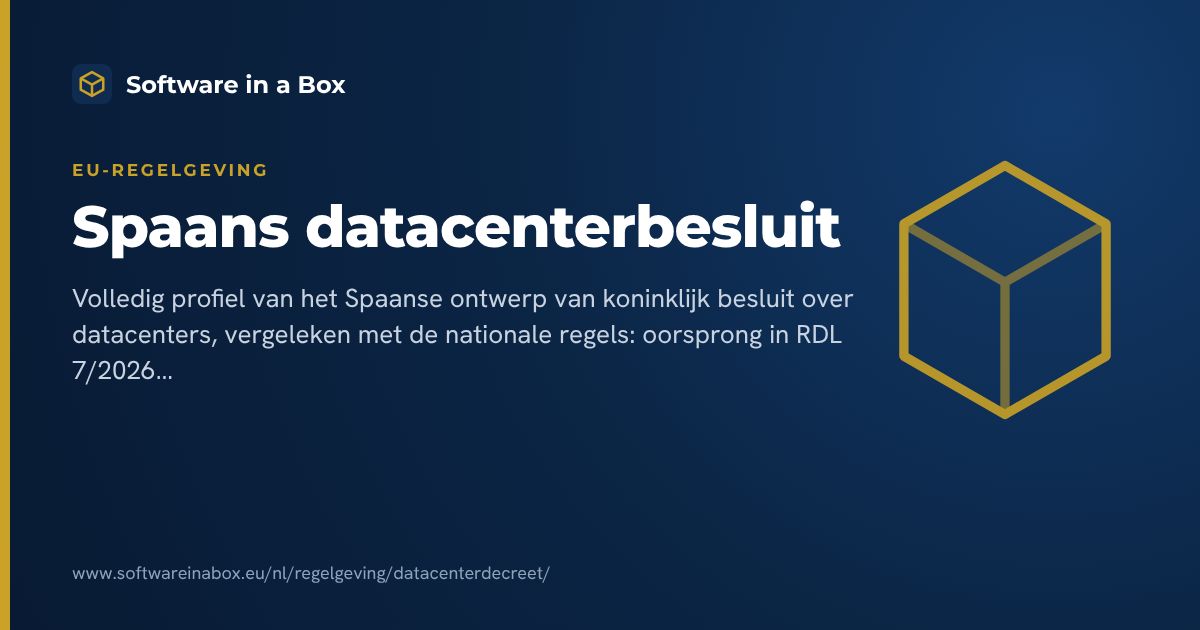 Software in a Box
EU-REGELGEVING
Spaans datacenterbesluit
Volledig profiel van het Spaanse ontwerp van koninklijk besluit over
datacenters, vergeleken met de nationale regels: oorsprong in RDL
7/2026…
www.softwareinabox.eu/nl/regelgeving/datacenterdecreet/